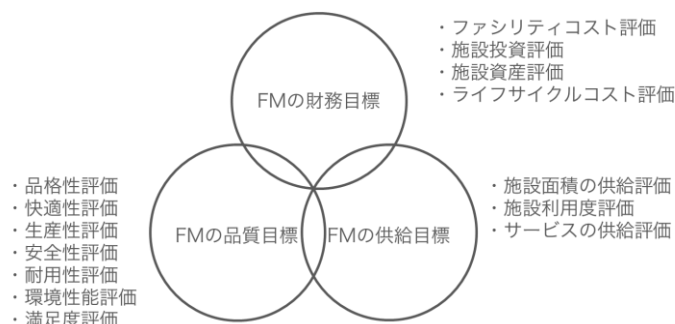 ・ファシリティコスト評価
・施設投資評価
・施設資産評価
・ライフサイクルコスト評価
FMの財務目標
・品格性評価
・快適性評価
・生産性評価
・安全性評価
・耐用性評価
・環境性能評価
・満足度評価
FMの品質目標
FMの供給目標
・施設面積の供給評価
・施設利用度評価
・サービスの供給評価